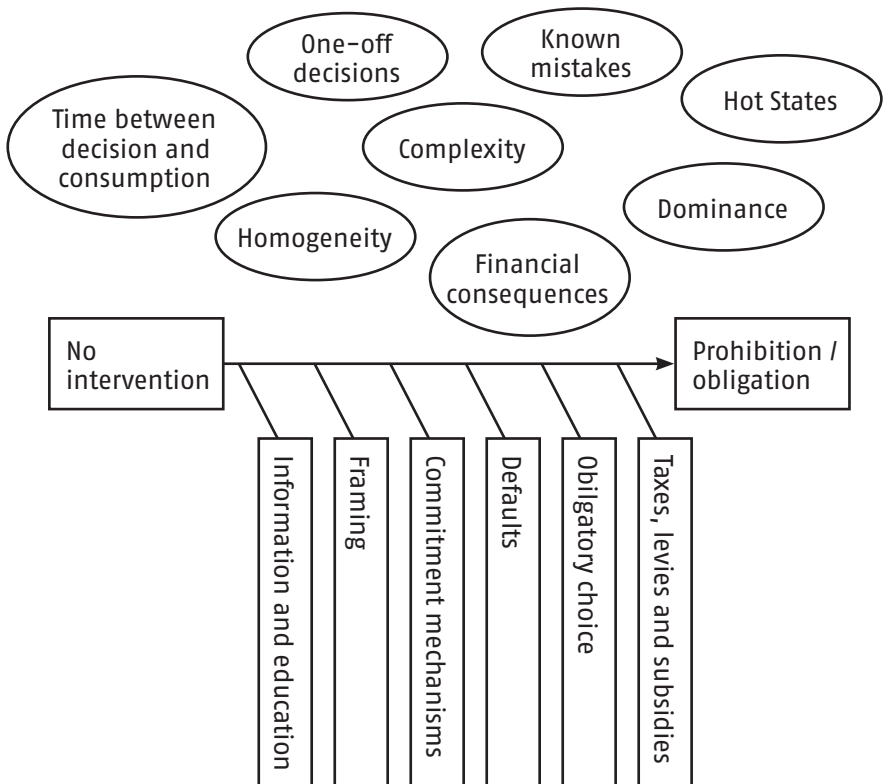 One-off
decisions
Known
mistakes
Hot States
Time between
decision and
consumption
Complexity
Dominance
Homogeneity
Financial
consequences
No
intervention
Prohibition /
obligation
Information and education
Framing
Commitment mechanisms
Defaults
Obilgatory choice
Taxes, levies and subsidies